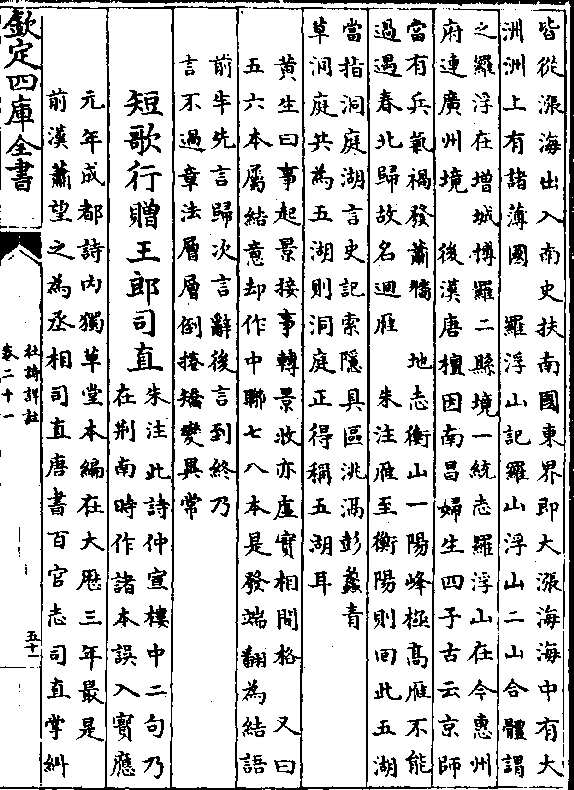 皆從漲海出入南史扶南國東界即大漲海海中有大
洲洲上有諸薄國 羅浮山記羅山浮山二山合體謂
之羅浮在增城博羅二縣境一統志羅浮山在今惠州
府連廣州境 後漢唐檀因南昌婦生四子古云京師
當有兵氣禍發蕭牆 地志衡山一陽峰極髙雁不能
過遇春北歸故名迴雁 朱注雁至衡陽則回此五湖
當指洞庭湖言史記索隱具區洮滆彭蠡青
草洞庭共為五湖則洞庭正得稱五湖耳
黄生曰事起景接事轉景收亦虚實相間格 又曰
五六本屬結意却作中聯七八本是發端翻為結語
前半先言歸次言辭後言到終乃
言不過章法層層倒捲矯變異常
短歌行贈王郎司直
朱注此詩仲宣樓中二句乃
在荆南時作諸本誤入寳應
元年成都詩内獨草堂本編在大厯三年最是
前漢蕭望之為丞相司直唐書百官志司直掌糾
欽定四庫全書
杜詩詳註
卷二十一
五十一